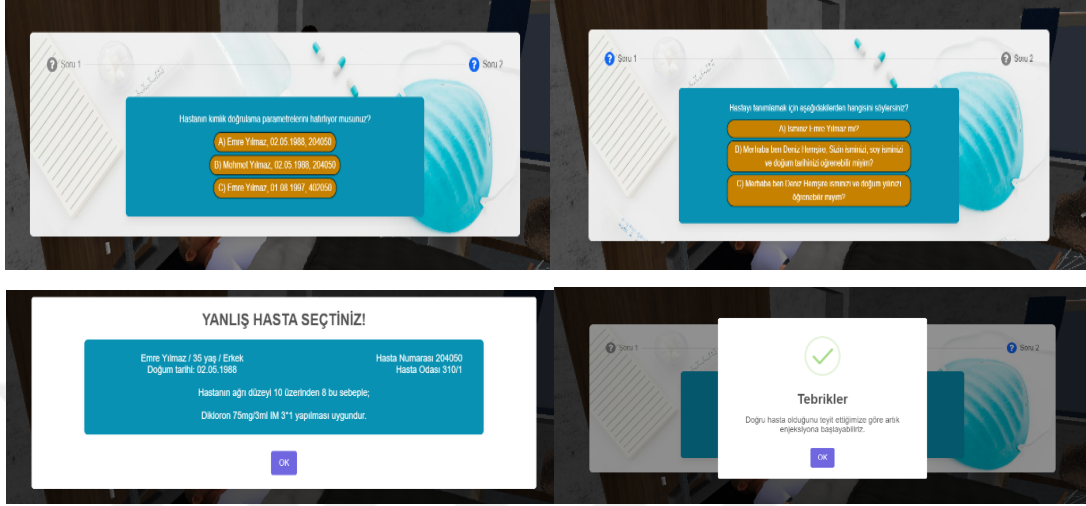 Soru 1
Soru 2
Hastanın kimlik doğrulama parametrelerini hatırlıyor musunuz?
A) Emre Yılmaz, 02.05.1988, 204050
B) Mehmet Yılmaz, 02.05.1988, 204050
C) Emre Yılmaz, 01.08.1997, 402050
Soru 1
Soru 2
Hastayı tanımlamak için aşağıdakilerden hangisini söylersiniz?
A) İsminiz Emre Yılmaz mı?
B) Merhaba ben Deniz Hemşire, Sizin isminizi, soy isminizi
ve doğum tarihinizi öğrenebilir miyim?
C) Merhaba ben Deniz Hemşire isminizi ve doğum yılınızı
öğrenebilir miyim?
YANLIŞ HASTA SEÇTİNİZ!
Emre Yılmaz / 35 yaş / Erkek
Doğum tarihi: 02.05.1988
Hasta Numarası 204050
Hasta Odası 310/1
Hastanın ağrı düzeyi 10 üzerinden 8 bu sebeple;
Dikloron 75mg/3ml IM 3*1 yapılması uygundur.
OK
Soru 1
Soru 2
Tebrikler
Doğru hasta olduğunu teyit ettiğimize göre artık
enjeksiyona başlayabiliriz.
OK